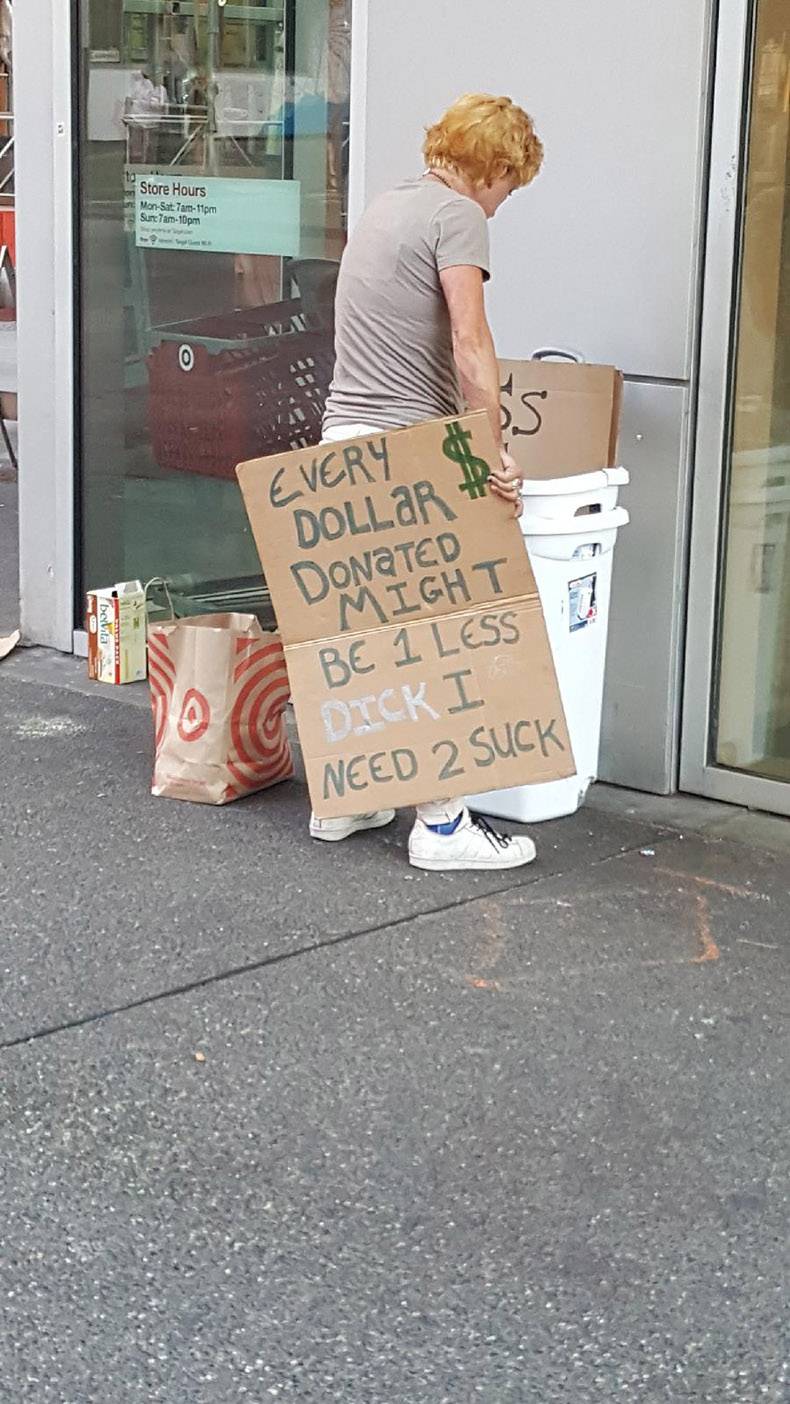 Store Hours
Mon-Sat: 7am-11pm
Sun: 7am-10pm
SS
EVERY $
DOLLAR
DONATED
MIGHT
BE 1 LESS
DICK I
NEED 2 SUCK
belVita